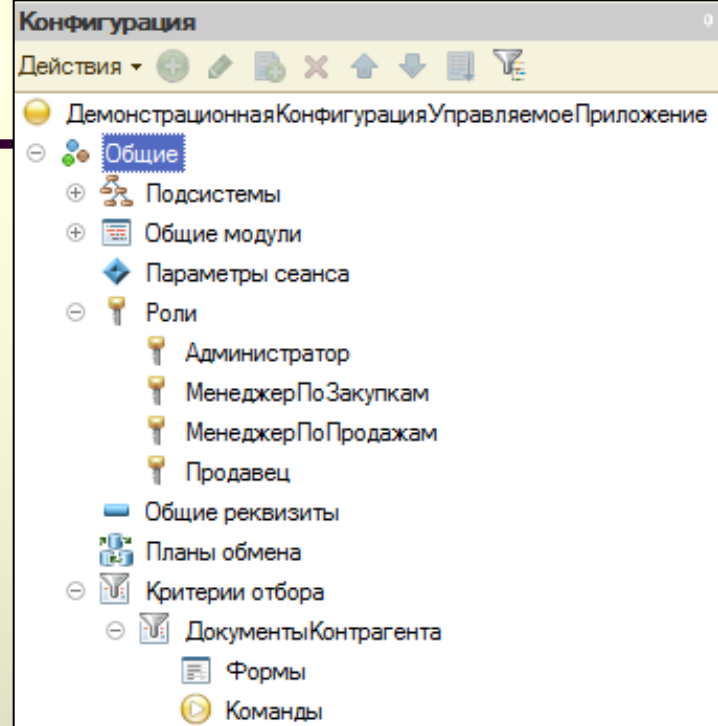 Конфигурация
Действия
ДемонстрационнаяКонфигурацияУправляемоеПриложение
Общие
Подсистемы
Общие модули
Параметры сеанса
Роли
Администратор
МенеджерПоЗакупкам
МенеджерПоПродажам
Продавец
Общие реквизиты
Планы обмена
Критерии отбора
ДокументыКонтрагента
Формы
Команды